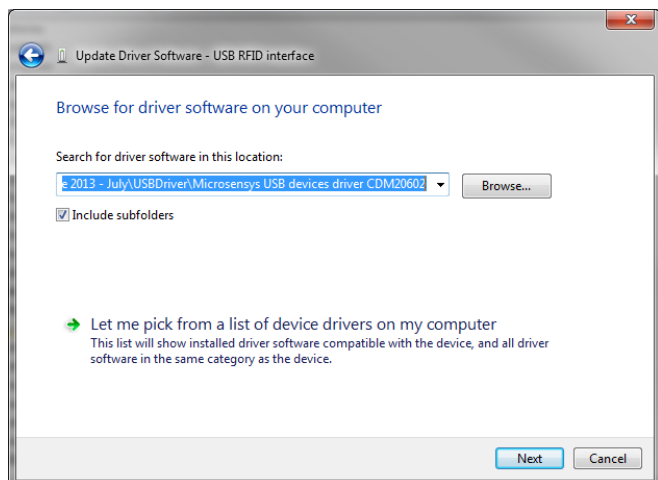 Update Driver Software - USB RFID interface
Browse for driver software on your computer
Search for driver software in this location:
e 2013 - July\USBDriver\Microsensys USB devices driver CDM20602
Browse...
Include subfolders
Let me pick from a list of device drivers on my computer
This list will show installed driver software compatible with the device, and all driver
software in the same category as the device.
Next
Cancel